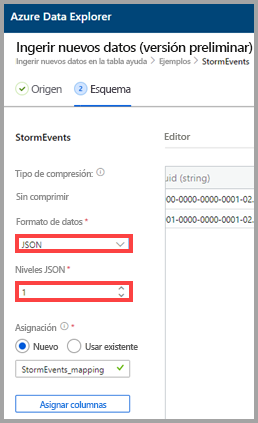 Azure Data Explorer
Ingerir nuevos datos (versión preliminar)
Ingerir nuevos datos en la tabla ayuda > Ejemplos > StormEvents
Origen
2 Esquema
StormEvents
Editor
Tipo de compresión:
uid (string)
Sin comprimir
000-0000-0000-0001-02.
Formato de datos *
001-0000-0000-0001-02.
JSON
Niveles JSON *
1
Asignación
Nuevo
Usar existente
StormEvents_mapping
Asignar columnas